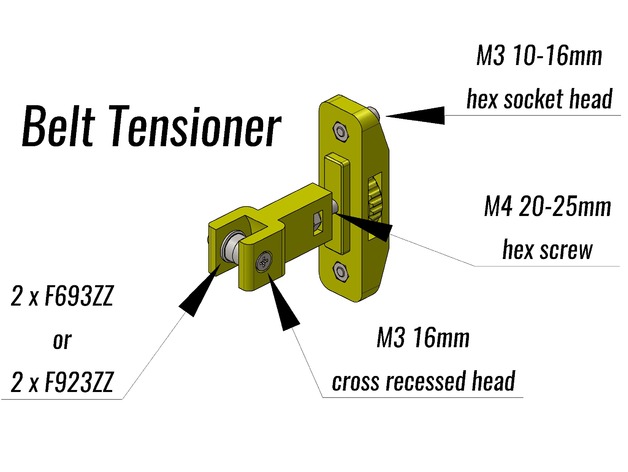 M3 10-16mm
hex socket head
Belt Tensioner
M4 20-25mm
hex screw
2 x F693ZZ
or
2 x F923ZZ
M3 16mm
cross recessed head